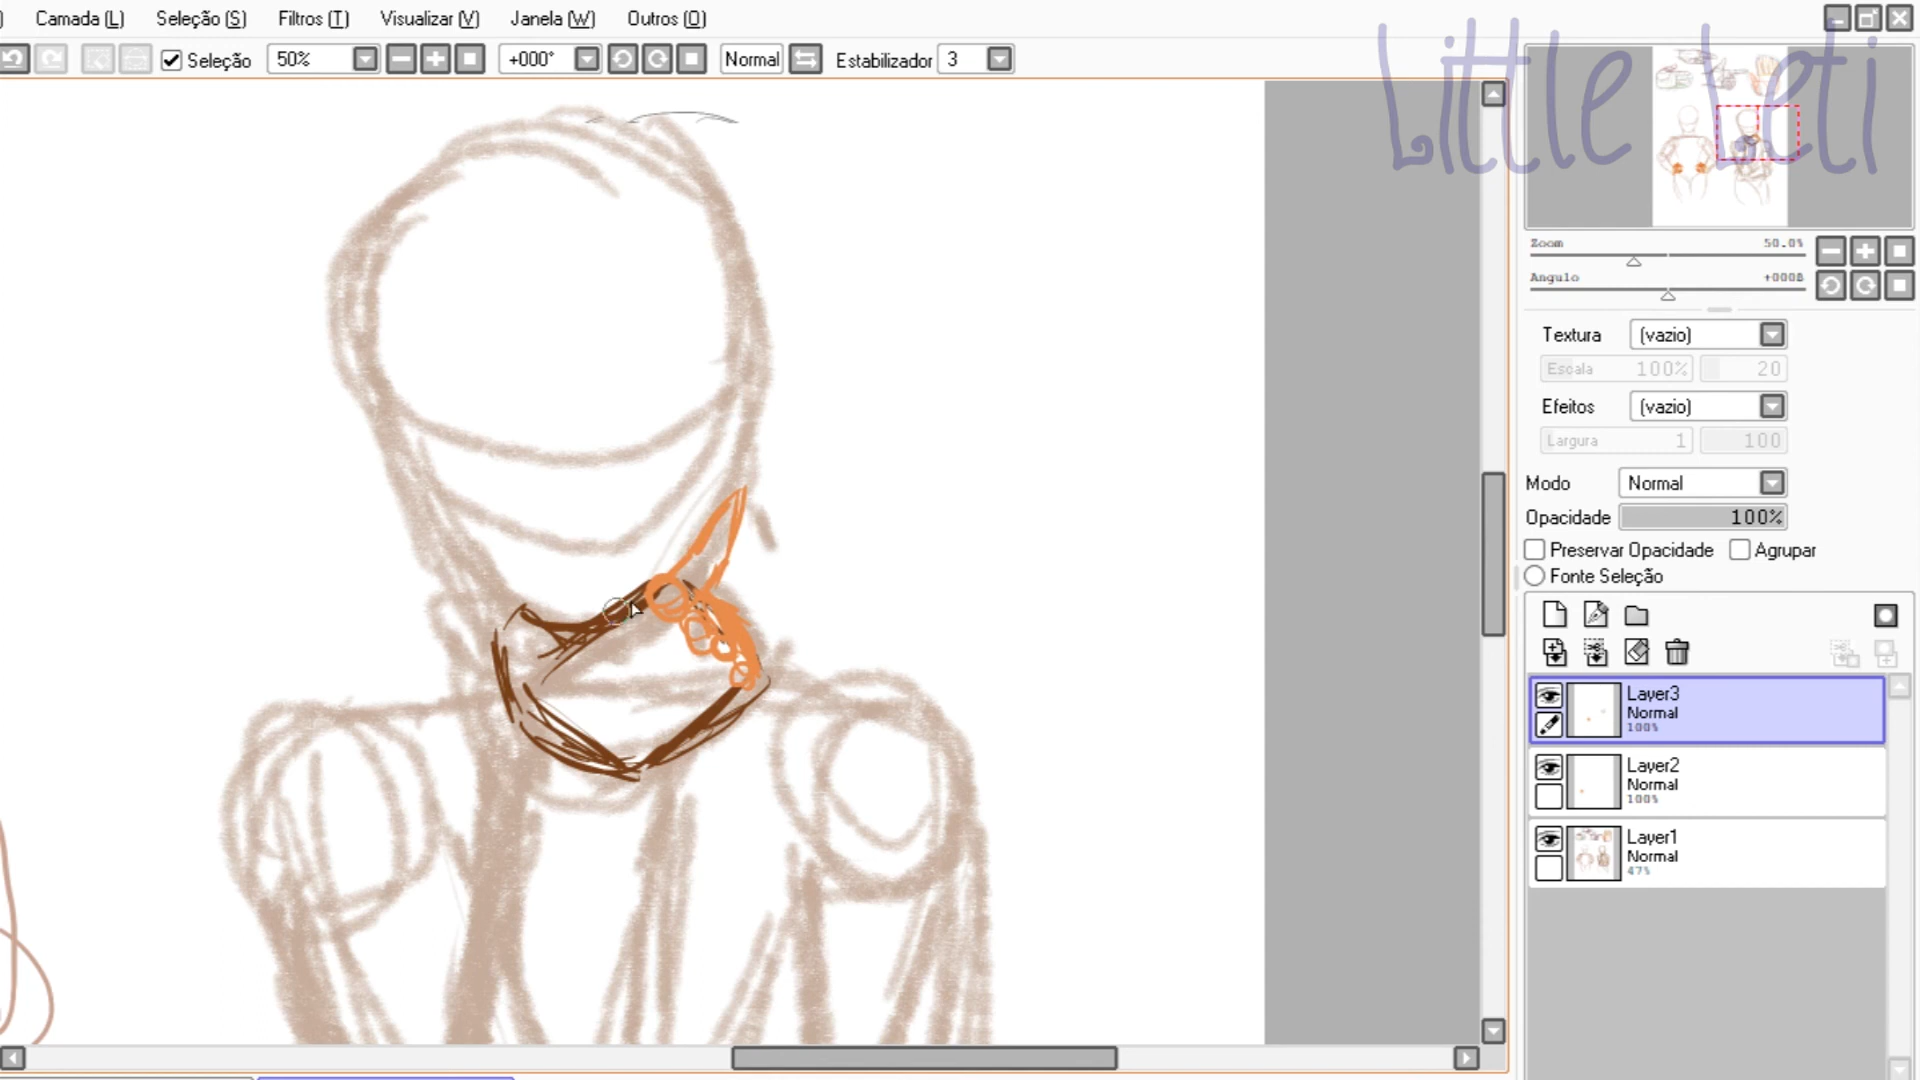 ) Camada (L) Seleção (S) Filtros (T) Visualizar (V) Janela (W) Outros (O)
Little Leti
Seleção 50% +000° Normal Estabilizador 3
Zoom 50.0%
Angulo +000B
Textura (vazio)
Escala 100% 20
Efeitos (vazio)
Largura 1 100
Modo Normal
Opacidade 100%
Preservar Opacidade Agrupar
Fonte Seleção
Layer3
Normal
100%
Layer2
Normal
100%
Layer1
Normal
47%